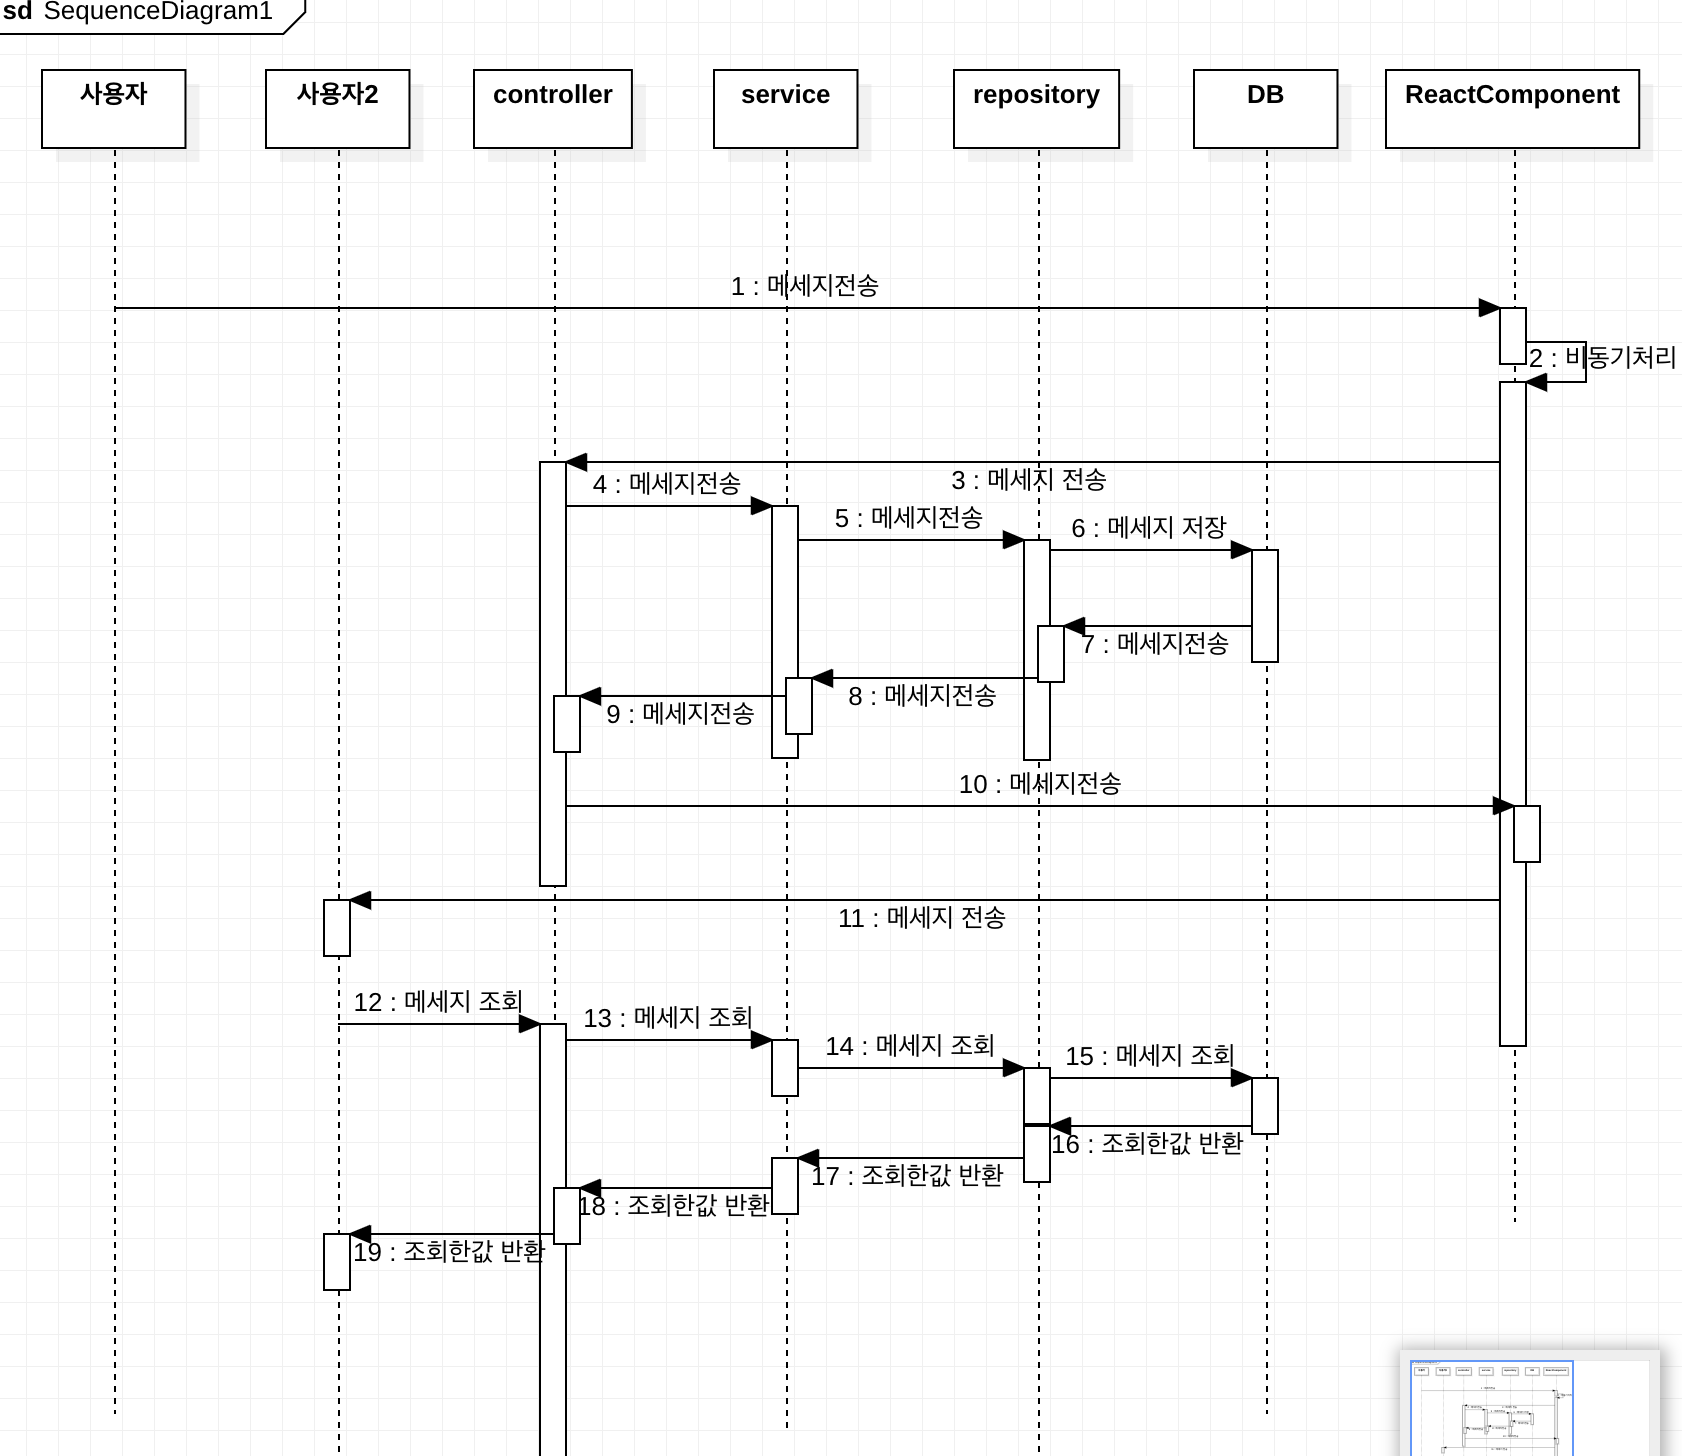 sd SequenceDiagram1
사용자
사용자2
controller
service
repository
DB
ReactComponent
1 : 메세지전송
2 : 비동기처리
3 : 메세지 전송
4 : 메세지전송
5 : 메세지전송
6 : 메세지 저장
7 : 메세지전송
8 : 메세지전송
9 : 메세지전송
10 : 메세지전송
11 : 메세지 전송
12 : 메세지 조회
13 : 메세지 조회
14 : 메세지 조회
15 : 메세지 조회
16 : 조회한값 반환
17 : 조회한값 반환
18 : 조회한값 반환
19 : 조회한값 반환